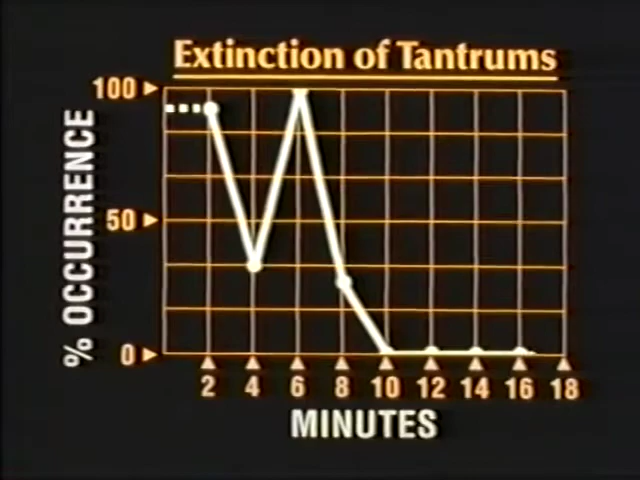 Extinction of Tantrums
100
50
0
% OCCURRENCE
2 4 6 8 10 12 14 16 18
MINUTES